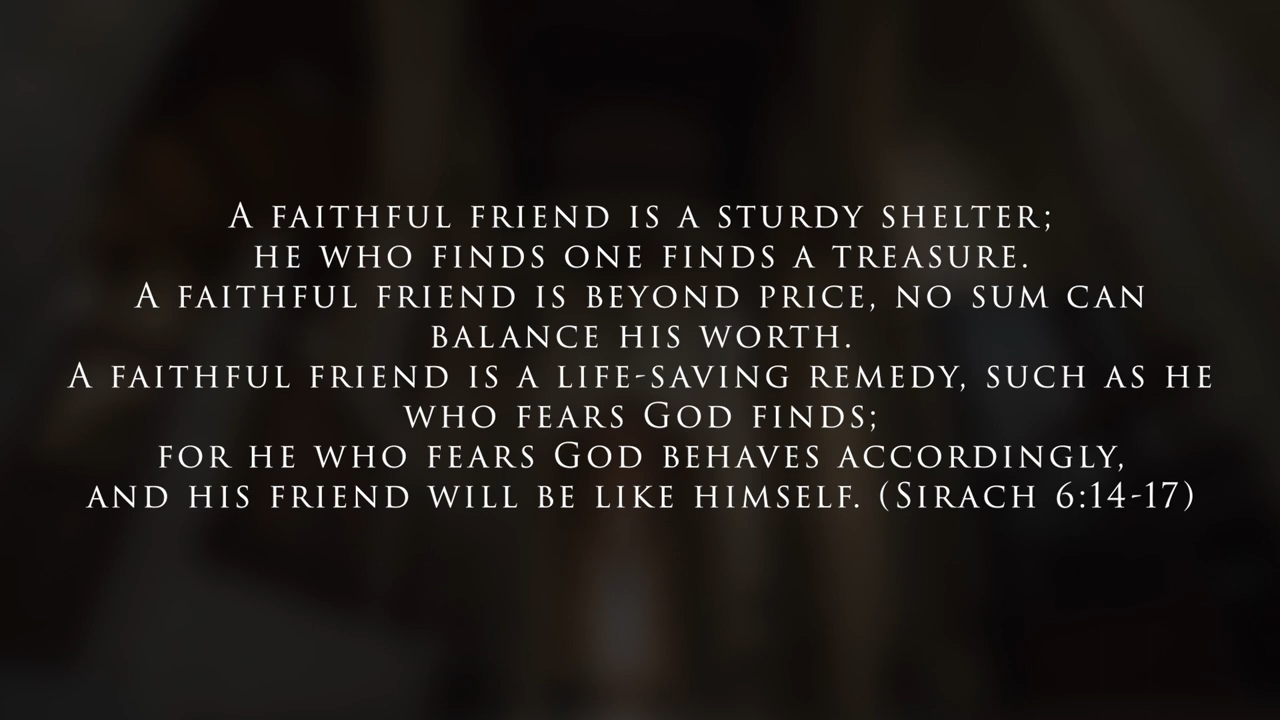 A faithful friend is a sturdy shelter;
he who finds one finds a treasure.
A faithful friend is beyond price, no sum can
balance his worth.
A faithful friend is a life-saving remedy, such as he
who fears God finds;
for he who fears God behaves accordingly,
and his friend will be like himself. (Sirach 6:14-17)